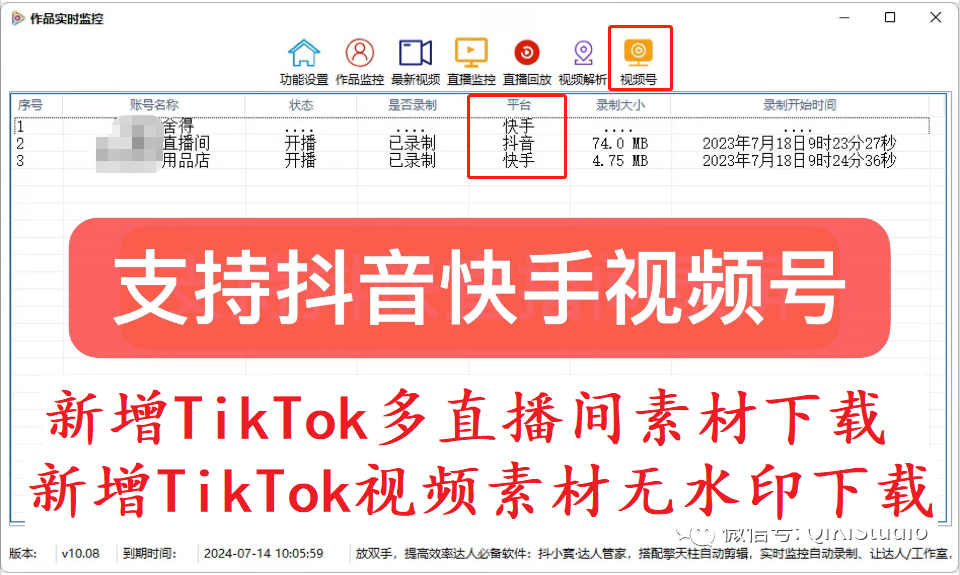 作品实时监控
功能设置 作品监控 最新视频 直播监控 直播回放 视频解析 视频号
序号 账号名称 状态 是否录制 平台 录制大小 录制开始时间
1 舍得 .... .... 快手 .... ....
2 直播间 开播 已录制 抖音 74.0 MB 2023年7月18日9时23分27秒
3 用品店 开播 已录制 快手 4.75 MB 2023年7月18日9时24分36秒
支持抖音快手视频号
新增TikTok多直播间素材下载
新增TikTok视频素材无水印下载
微信号: QiKiStudio
版本: v10.08 到期时间: 2024-07-14 10:05:59 放双手，提高效率达人必备软件：抖小赛·达人管家，搭配擎天柱自动剪辑，实时监控自动录制、让达人/工作室，